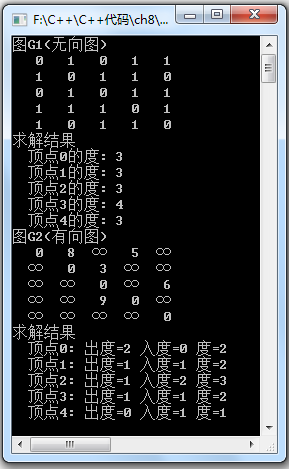 F:\C++\C++代码\ch8\...
图G1(无向图)
0 1 0 1 1
1 0 1 1 0
0 1 0 1 1
1 1 1 0 1
1 0 1 1 0
求解结果
顶点0的度: 3
顶点1的度: 3
顶点2的度: 3
顶点3的度: 4
顶点4的度: 3
图G2(有向图)
0 8 ∞ 5 ∞
∞ 0 3 ∞ ∞
∞ ∞ 0 ∞ 6
∞ ∞ 9 0 ∞
∞ ∞ ∞ ∞ 0
求解结果
顶点0: 出度=2 入度=0 度=2
顶点1: 出度=1 入度=1 度=2
顶点2: 出度=1 入度=2 度=3
顶点3: 出度=1 入度=1 度=2
顶点4: 出度=0 入度=1 度=1